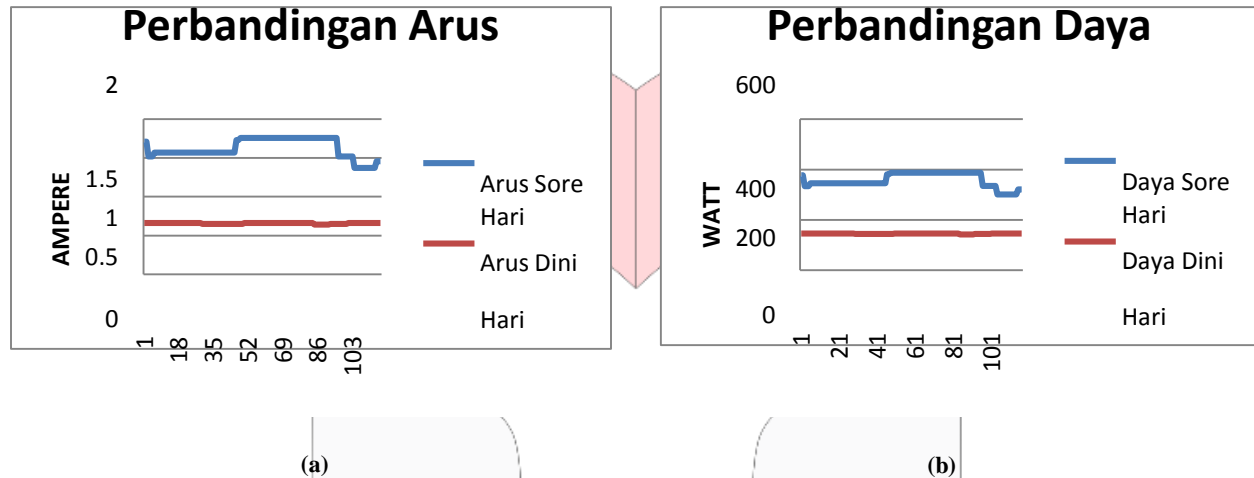 Perbandingan Arus
AMPERE
2
1.5
1
0.5
0
1 18 35 52 69 86 103
Arus Sore
Hari
Arus Dini
Hari
Perbandingan Daya
WATT
600
400
200
0
1 21 41 61 81 101
Daya Sore
Hari
Daya Dini
Hari
(a)
(b)